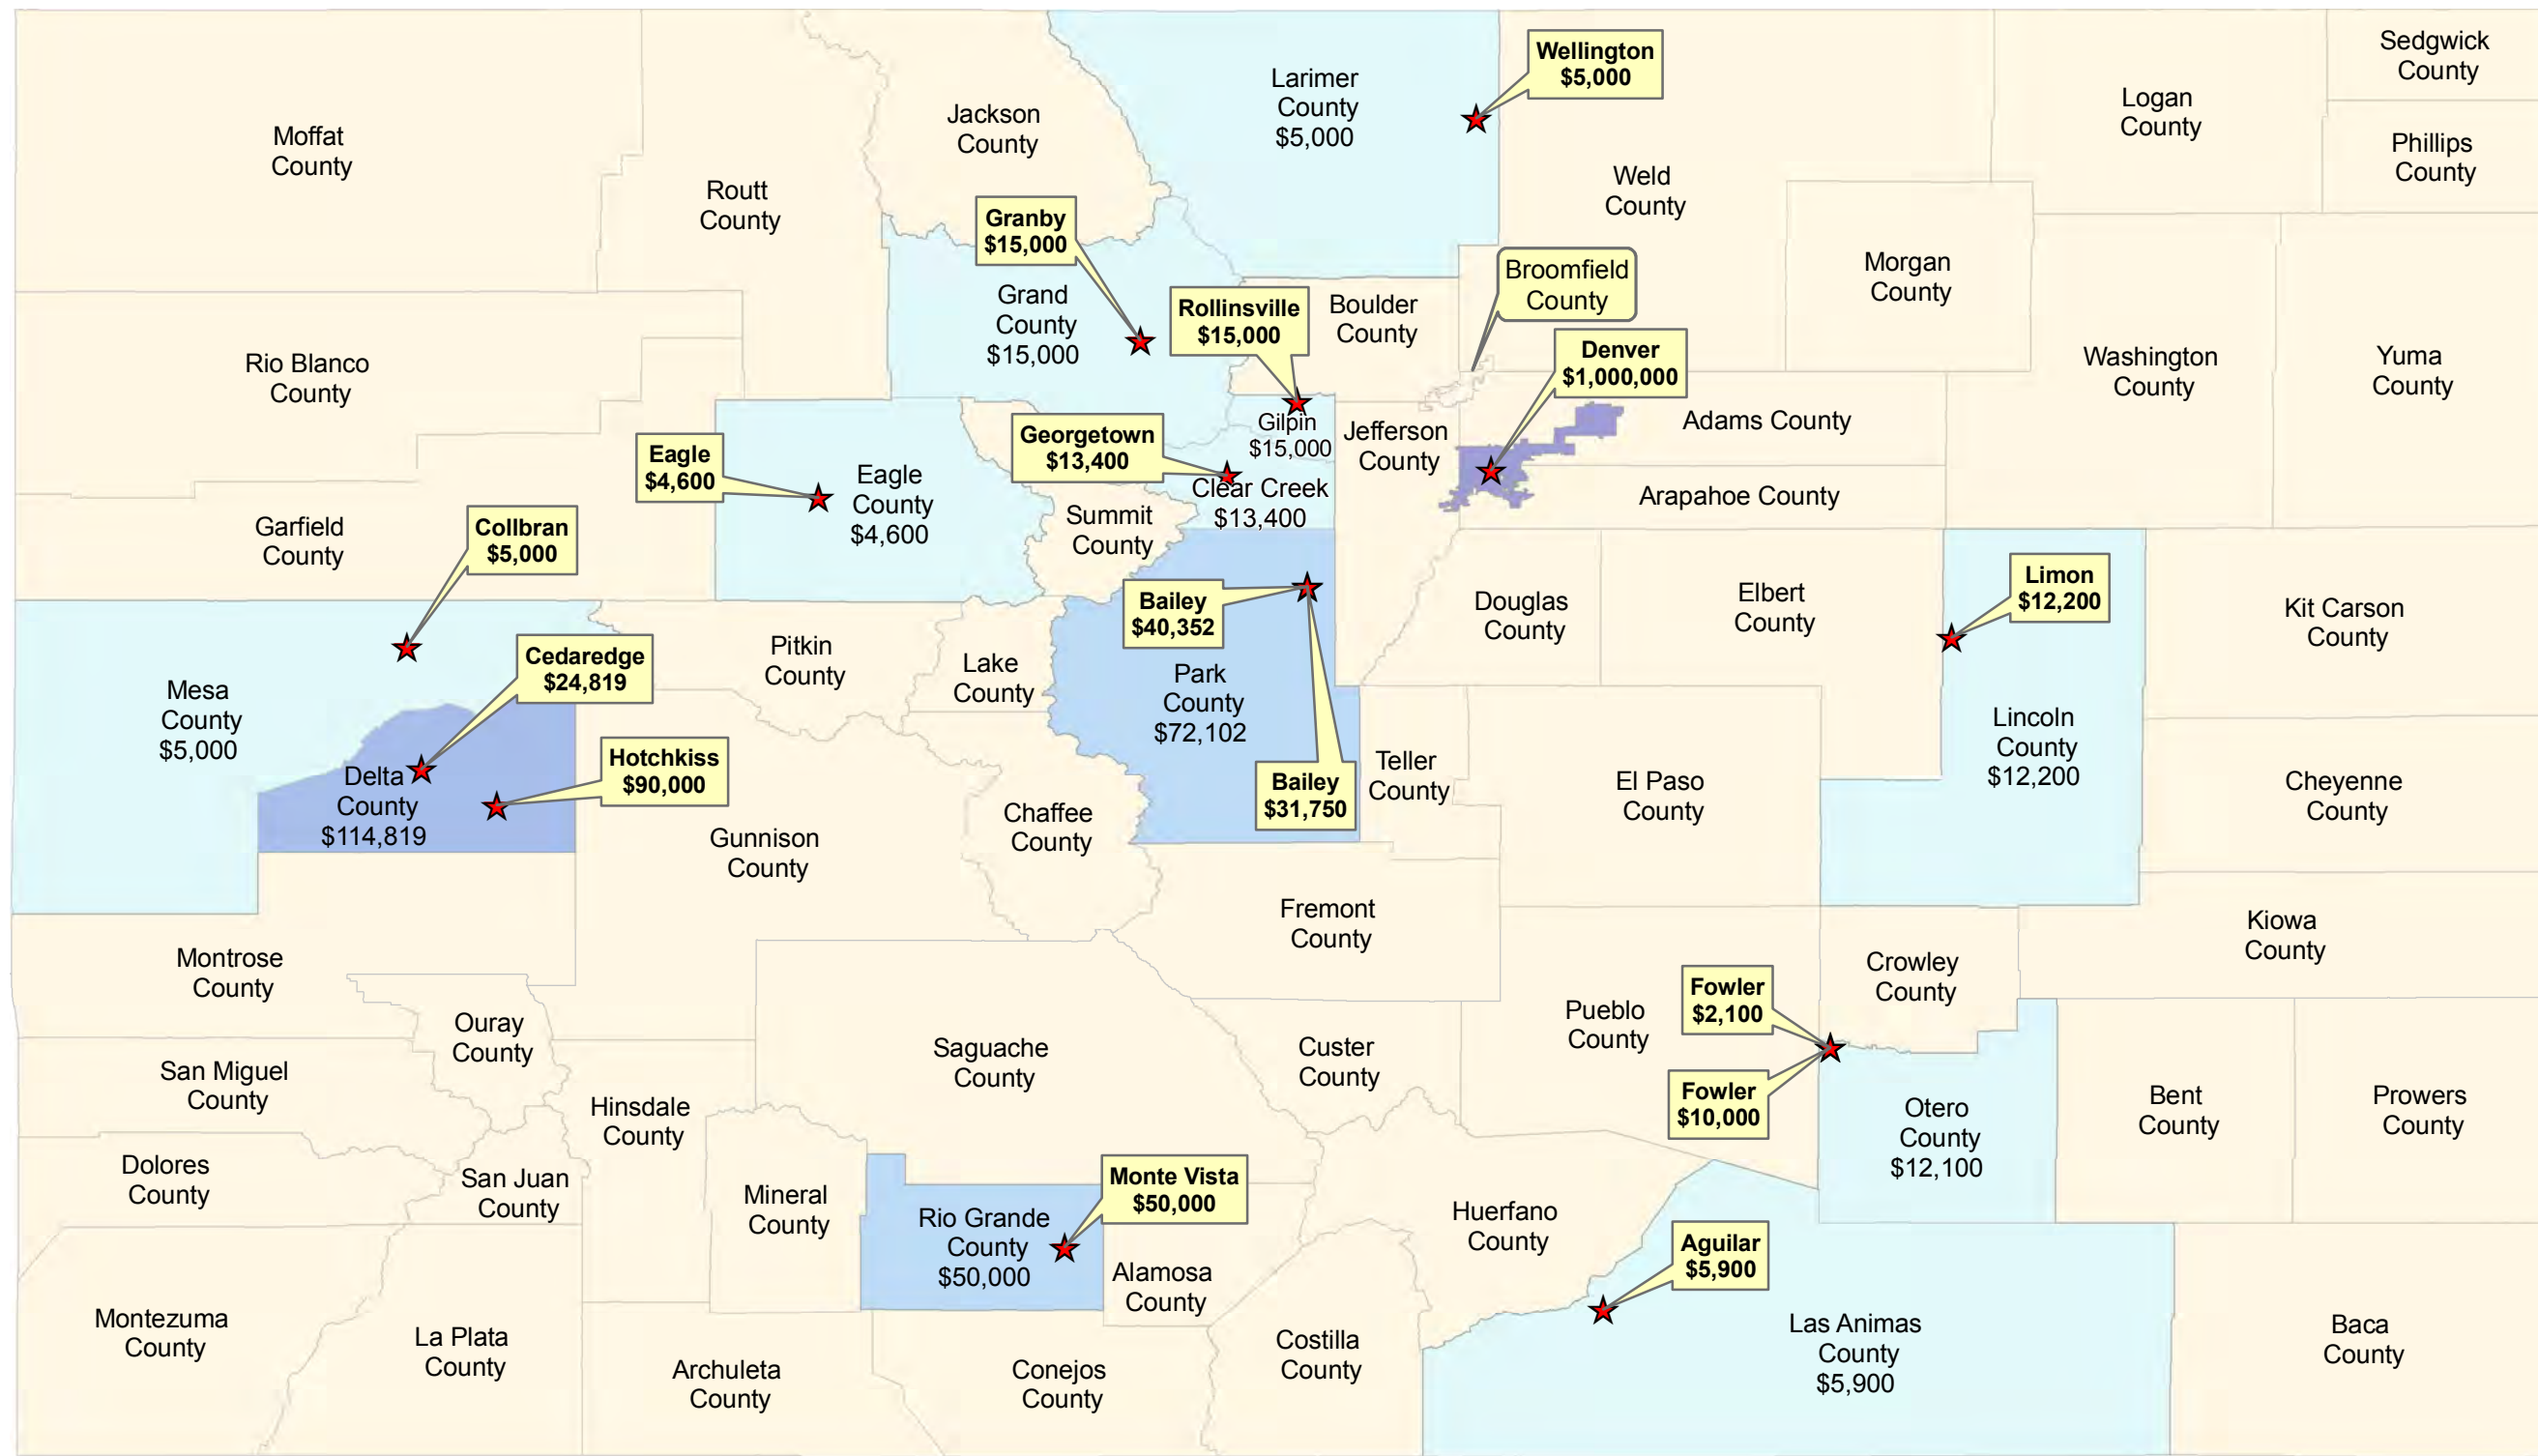 Moffat
County
Routt
County
Jackson
County
Larimer
County
$5,000
Wellington
$5,000
Weld
County
Logan
County
Sedgwick
County
Phillips
County
Granby
$15,000
Grand
County
$15,000
Rollinsville
$15,000
Boulder
County
Broomfield
County
Morgan
County
Washington
County
Yuma
County
Rio Blanco
County
Denver
$1,000,000
Adams County
Arapahoe County
Gilpin
$15,000
Jefferson
County
Georgetown
$13,400
Clear Creek
$13,400
Eagle
$4,600
Eagle
County
$4,600
Summit
County
Garfield
County
Collbran
$5,000
Mesa
County
$5,000
Cedaredge
$24,819
Hotchkiss
$90,000
Delta
County
$114,819
Pitkin
County
Lake
County
Bailey
$40,352
Park
County
$72,102
Bailey
$31,750
Teller
County
Douglas
County
Elbert
County
Limon
$12,200
Lincoln
County
$12,200
Kit Carson
County
Cheyenne
County
El Paso
County
Gunnison
County
Chaffee
County
Fremont
County
Kiowa
County
Crowley
County
Montrose
County
Ouray
County
San Miguel
County
Saguache
County
Custer
County
Pueblo
County
Fowler
$2,100
Fowler
$10,000
Otero
County
$12,100
Bent
County
Prowers
County
Dolores
County
San Juan
County
Hinsdale
County
Mineral
County
Rio Grande
County
$50,000
Monte Vista
$50,000
Alamosa
County
Huerfano
County
Aguilar
$5,900
Las Animas
County
$5,900
Baca
County
Montezuma
County
La Plata
County
Archuleta
County
Conejos
County
Costilla
County